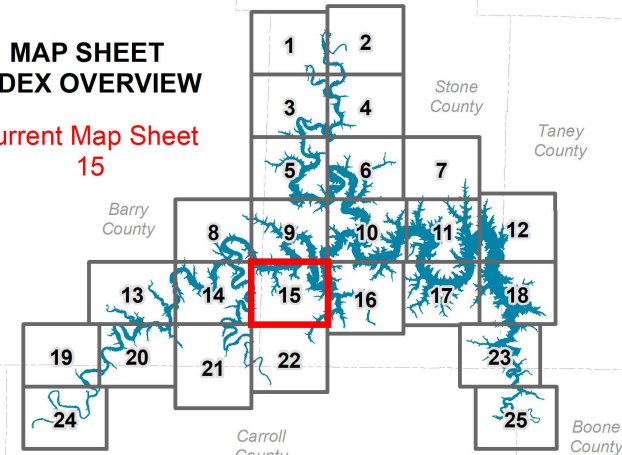 MAP SHEET
DEX OVERVIEW
urrent Map Sheet
15
1
2
3
4
Stone
County
Taney
County
5
6
7
Barry
County
8
9
10
11
12
13
14
15
16
17
18
19
20
21
22
23
24
25
Carroll
County
Boone
County